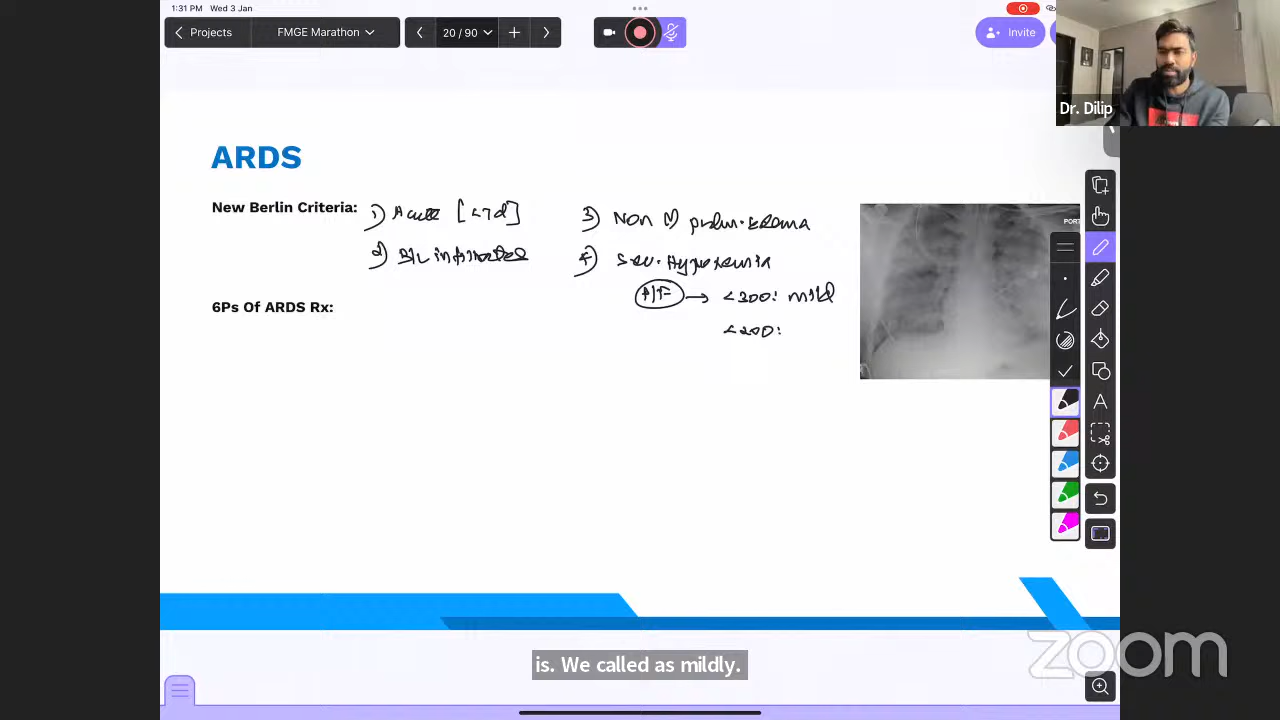 1:31 PM Wed 3 Jan
Projects
FMGE Marathon
20 / 90
Invite
Dr. Dilip
ARDS
New Berlin Criteria:
1) Acute [<7d]
2) B/L infiltrates
3) Non ♡ pulm. Edema
4) Sev. Hypoxemia
P/F → <300: mild
<200:
6Ps Of ARDS Rx:
PORT
A
is. We called as mildly.
zoom